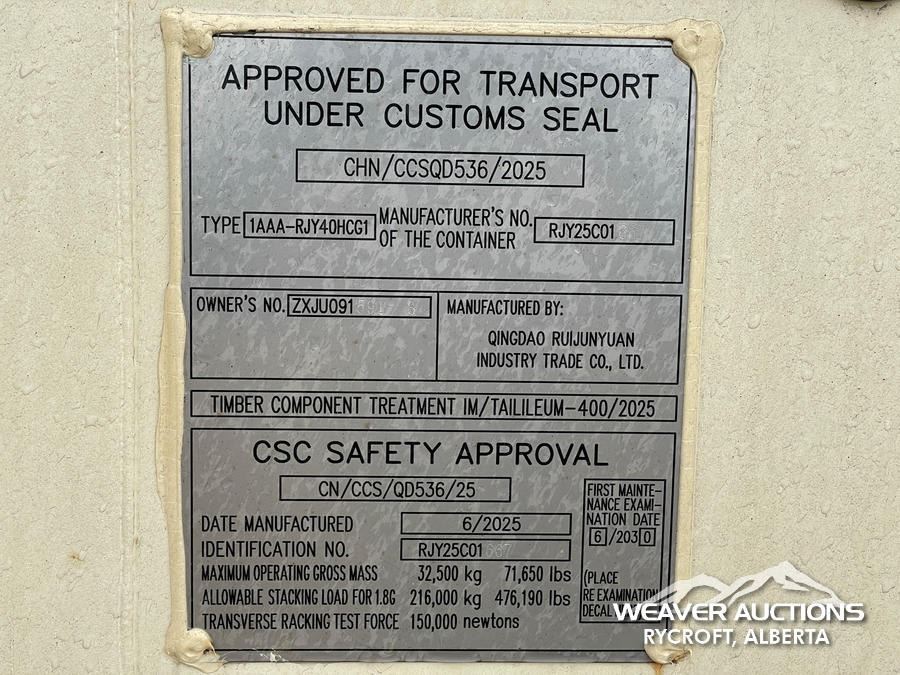 APPROVED FOR TRANSPORT
UNDER CUSTOMS SEAL
CHN/CCSQD536/2025
TYPE 1AAA-RJY40HCG1 MANUFACTURER'S NO.
OF THE CONTAINER RJY25C01
OWNER'S NO. ZXJU091
MANUFACTURED BY:
QINGDAO RUIJUNYUAN
INDUSTRY TRADE CO., LTD.
TIMBER COMPONENT TREATMENT IM/TAILILEUM-400/2025
CSC SAFETY APPROVAL
CN/CCS/QD536/25
DATE MANUFACTURED 6/2025
IDENTIFICATION NO. RJY25C01
MAXIMUM OPERATING GROSS MASS 32,500 kg 71,650 lbs
ALLOWABLE STACKING LOAD FOR 1.8G 216,000 kg 476,190 lbs
TRANSVERSE RACKING TEST FORCE 150,000 newtons
FIRST MAINTE-
NANCE EXAMI-
NATION DATE
6/2030
(PLACE
RE EXAMINATION
DECAL
WEAVER AUCTIONS
RYCROFT, ALBERTA